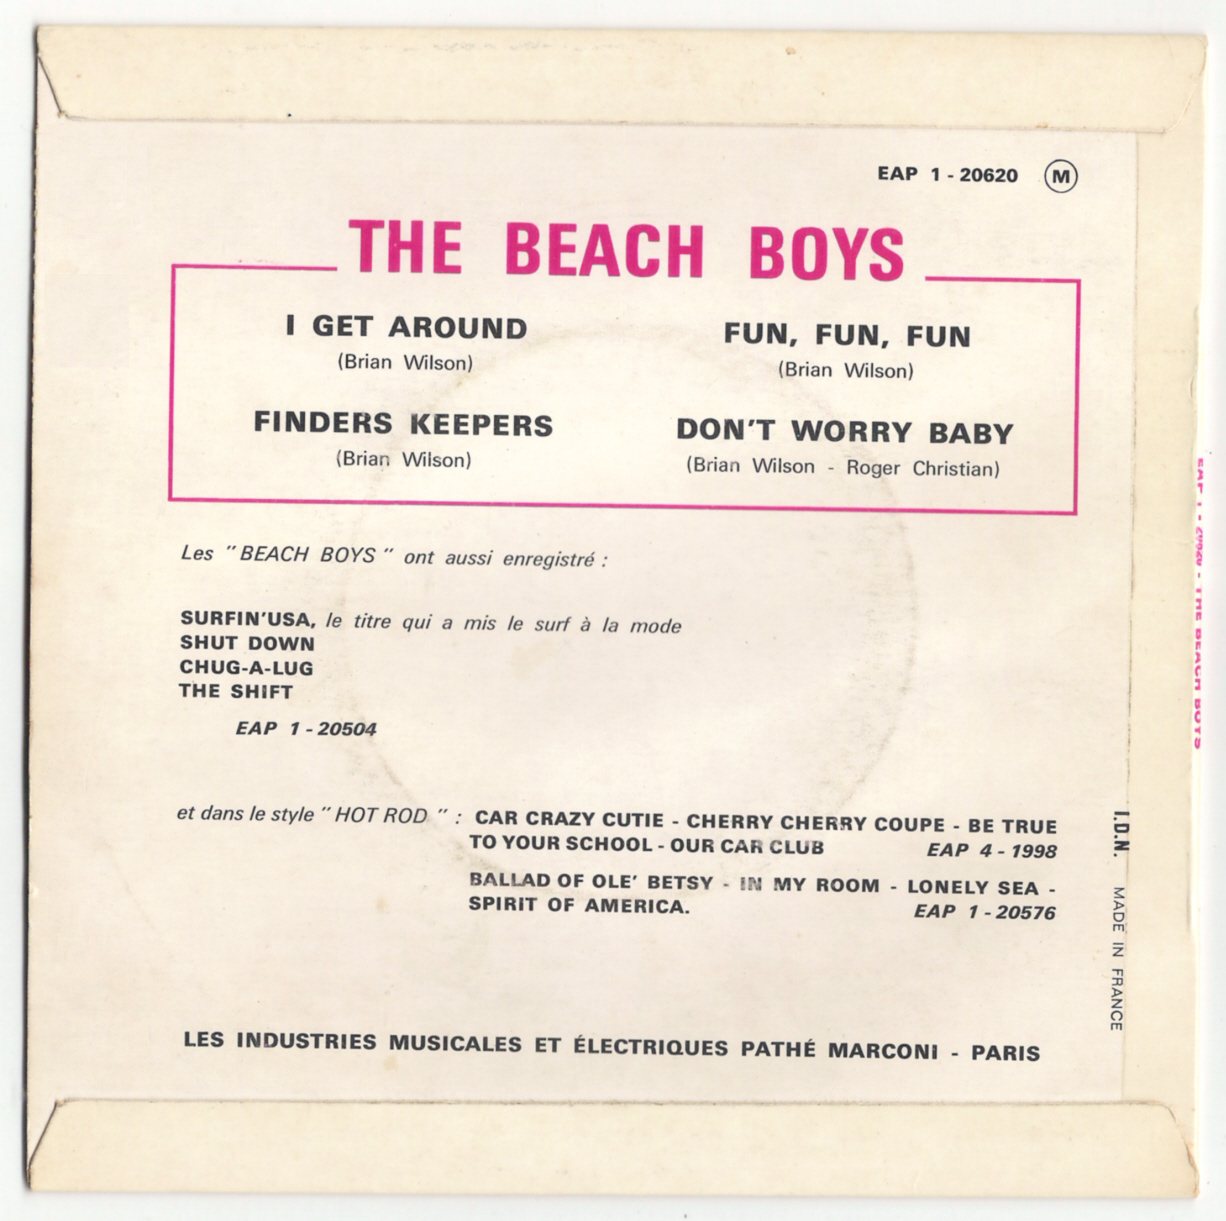 EAP 1 - 20620 M
THE BEACH BOYS
I GET AROUND
(Brian Wilson)
FINDERS KEEPERS
(Brian Wilson)
FUN, FUN, FUN
(Brian Wilson)
DON'T WORRY BABY
(Brian Wilson - Roger Christian)
Les "BEACH BOYS" ont aussi enregistré :
SURFIN'USA, le titre qui a mis le surf à la mode
SHUT DOWN
CHUG-A-LUG
THE SHIFT
EAP 1 - 20504
et dans le style "HOT ROD" : CAR CRAZY CUTIE - CHERRY CHERRY COUPE - BE TRUE
TO YOUR SCHOOL - OUR CAR CLUB EAP 4 - 1998
BALLAD OF OLE' BETSY - IN MY ROOM - LONELY SEA -
SPIRIT OF AMERICA. EAP 1 - 20576
LES INDUSTRIES MUSICALES ET ÉLECTRIQUES PATHÉ MARCONI - PARIS
I.D.N. MADE IN FRANCE
EAP 1 - 20620 - THE BEACH BOYS